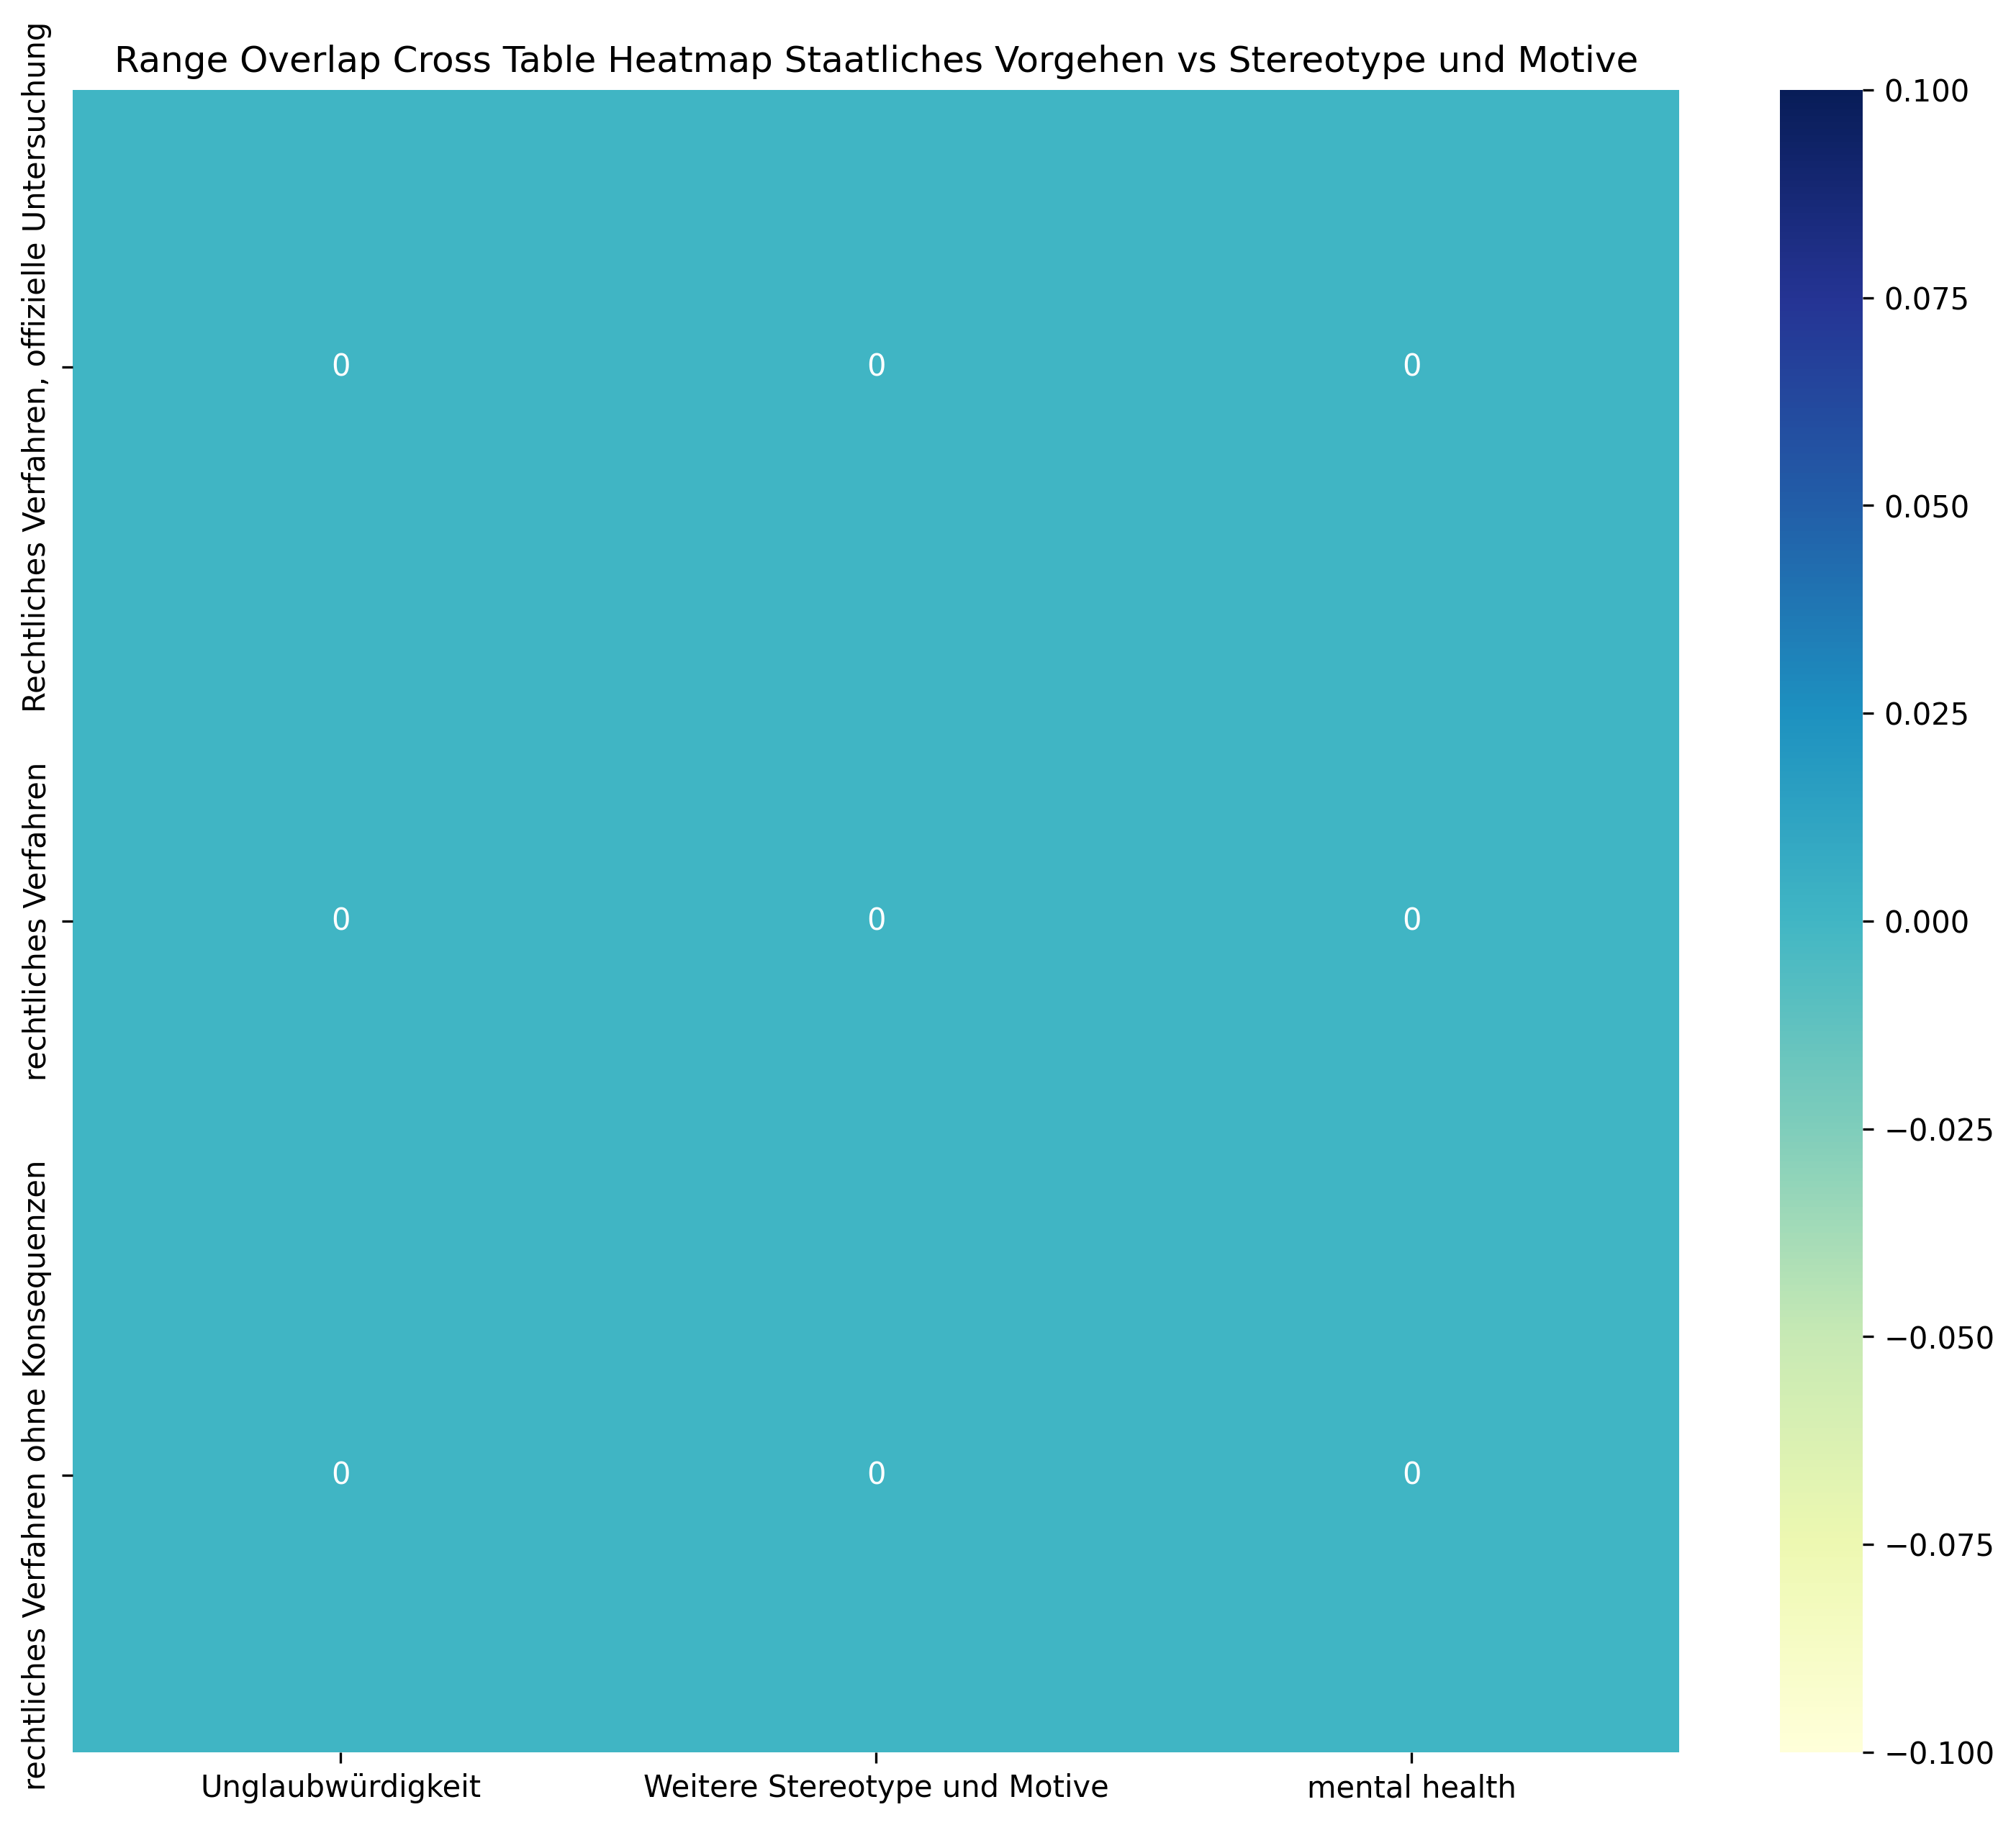 Range Overlap Cross Table Heatmap Staatliches Vorgehen vs Stereotype und Motive
Rechtliches Verfahren, offizielle Untersuchung
0 0 0
rechtliches Verfahren
0 0 0
rechtliches Verfahren ohne Konsequenzen
0 0 0
Unglaubwürdigkeit Weitere Stereotype und Motive mental health
0.100
0.075
0.050
0.025
0.000
−0.025
−0.050
−0.075
−0.100